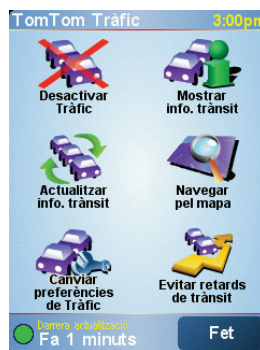 TomTom Tràfic 3:00pm
Desactivar
Tràfic
Mostrar
info. trànsit
Actualitzar
info. trànsit
Navegar
pel mapa
Canviar
preferències
de Tràfic
Evitar retards
de trànsit
Darrera actualització:
Fa 1 minuts
Fet